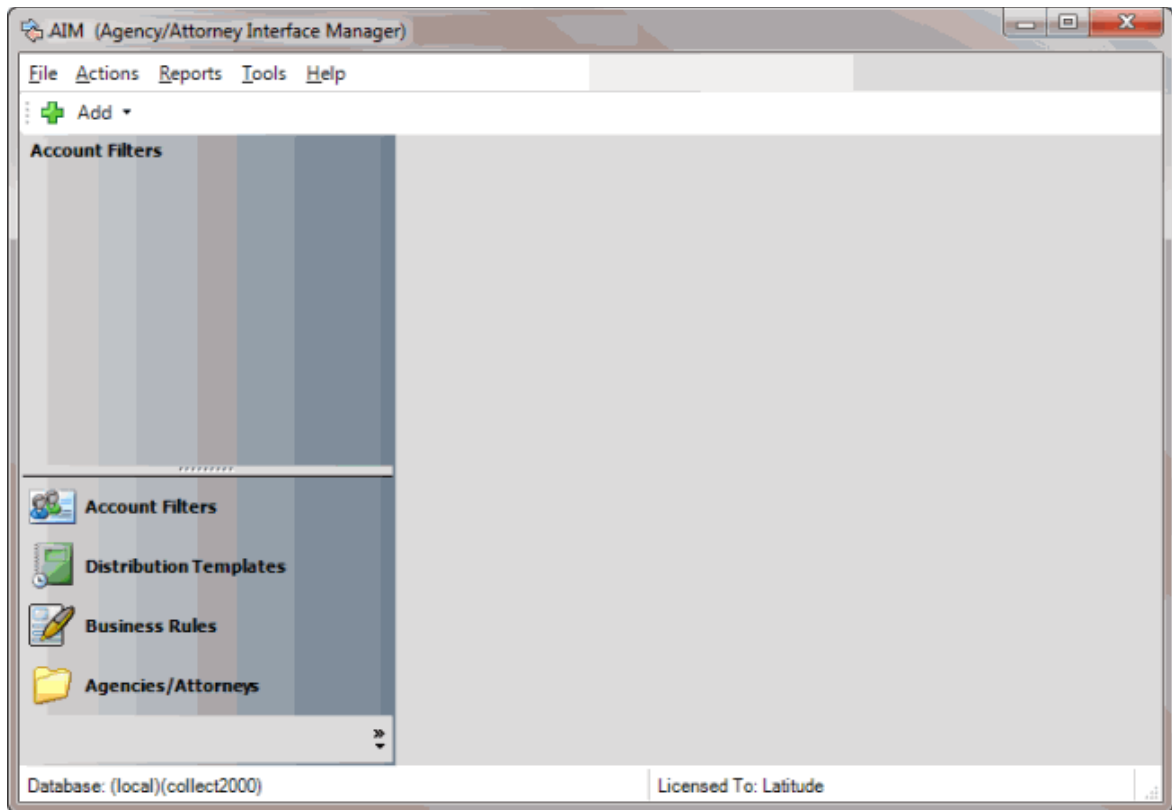 AIM (Agency/Attorney Interface Manager)
File Actions Reports Tools Help
Add
Account Filters
Account Filters
Distribution Templates
Business Rules
Agencies/Attorneys
Database: (local)(collect2000) Licensed To: Latitude